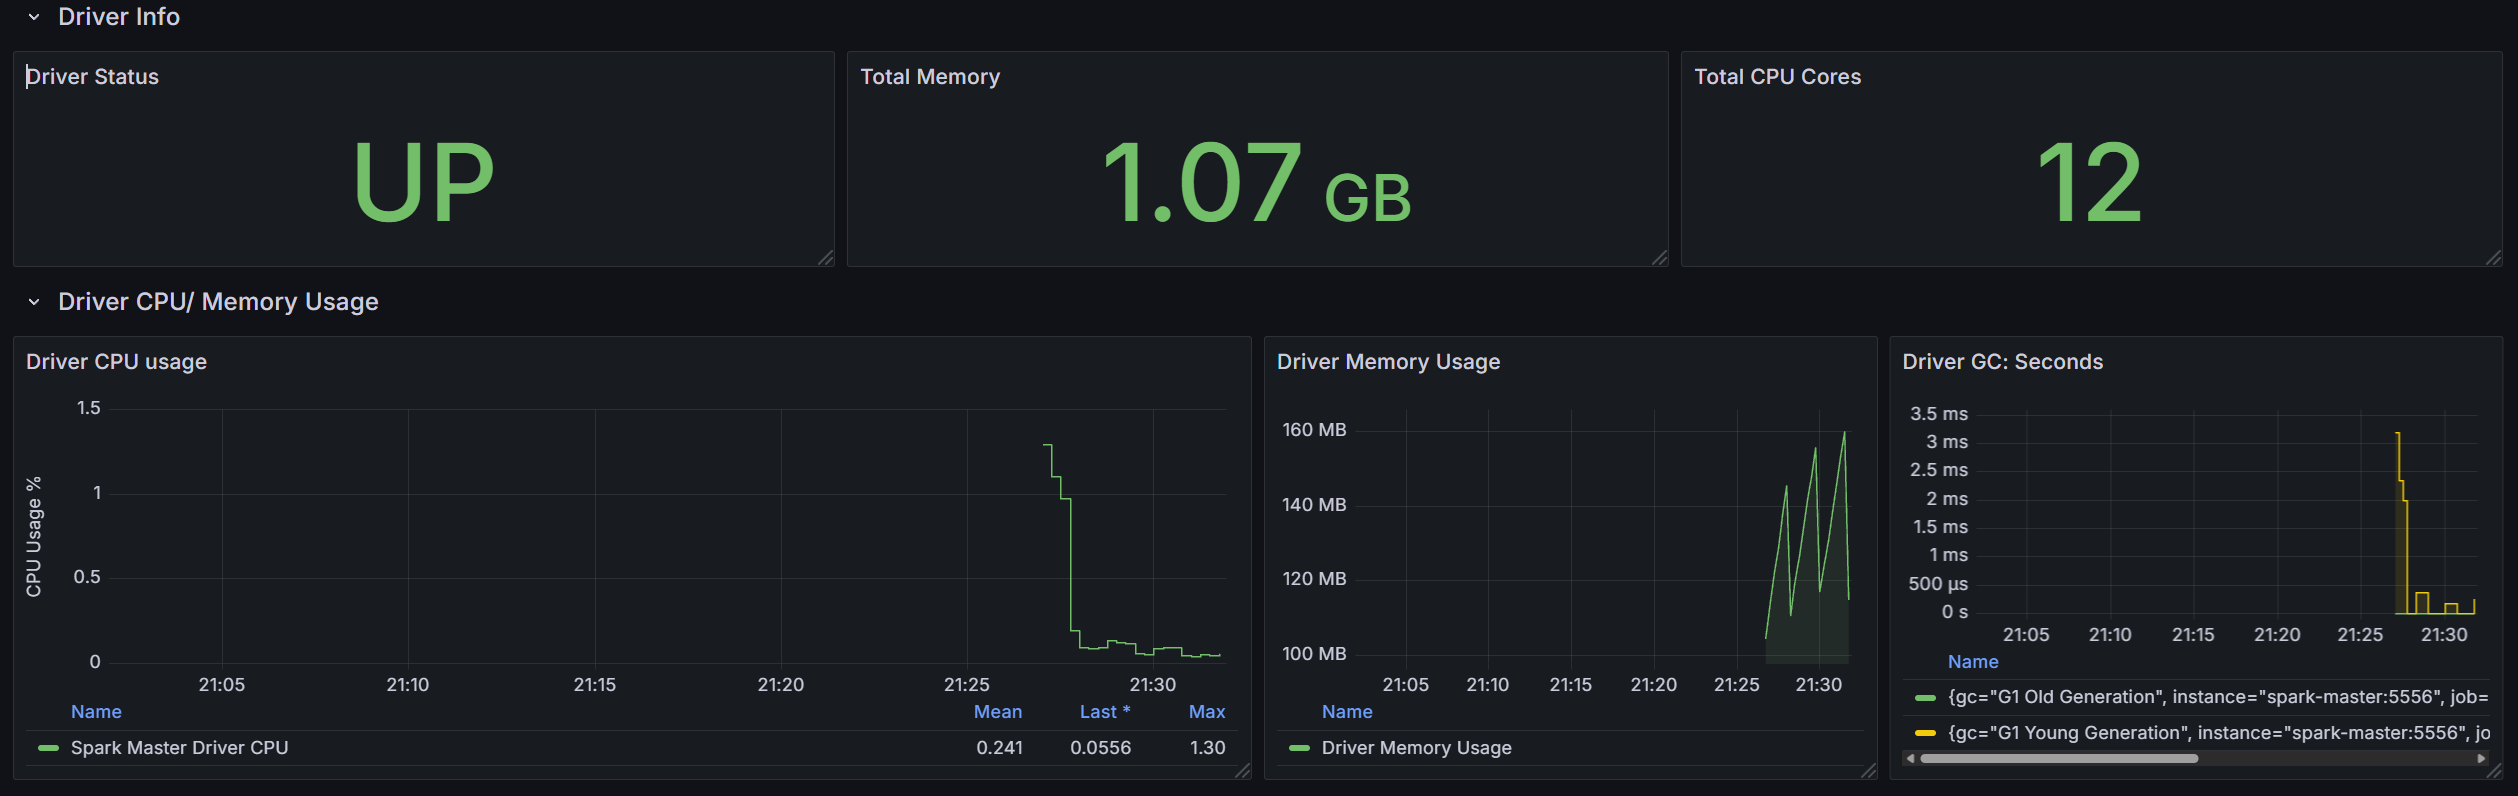 Driver Info
Driver Status
Total Memory
Total CPU Cores
UP
1.07 GB
12
Driver CPU/ Memory Usage
Driver CPU usage
CPU Usage %
1.5
1
0.5
0
21:05 21:10 21:15 21:20 21:25 21:30
Name Mean Last * Max
Spark Master Driver CPU 0.241 0.0556 1.30
Driver Memory Usage
160 MB
140 MB
120 MB
100 MB
21:05 21:10 21:15 21:20 21:25 21:30
Name
Driver Memory Usage
Driver GC: Seconds
3.5 ms
3 ms
2.5 ms
2 ms
1.5 ms
1 ms
500 µs
0 s
21:05 21:10 21:15 21:20 21:25 21:30
Name
{gc="G1 Old Generation", instance="spark-master:5556", job=
{gc="G1 Young Generation", instance="spark-master:5556", jo